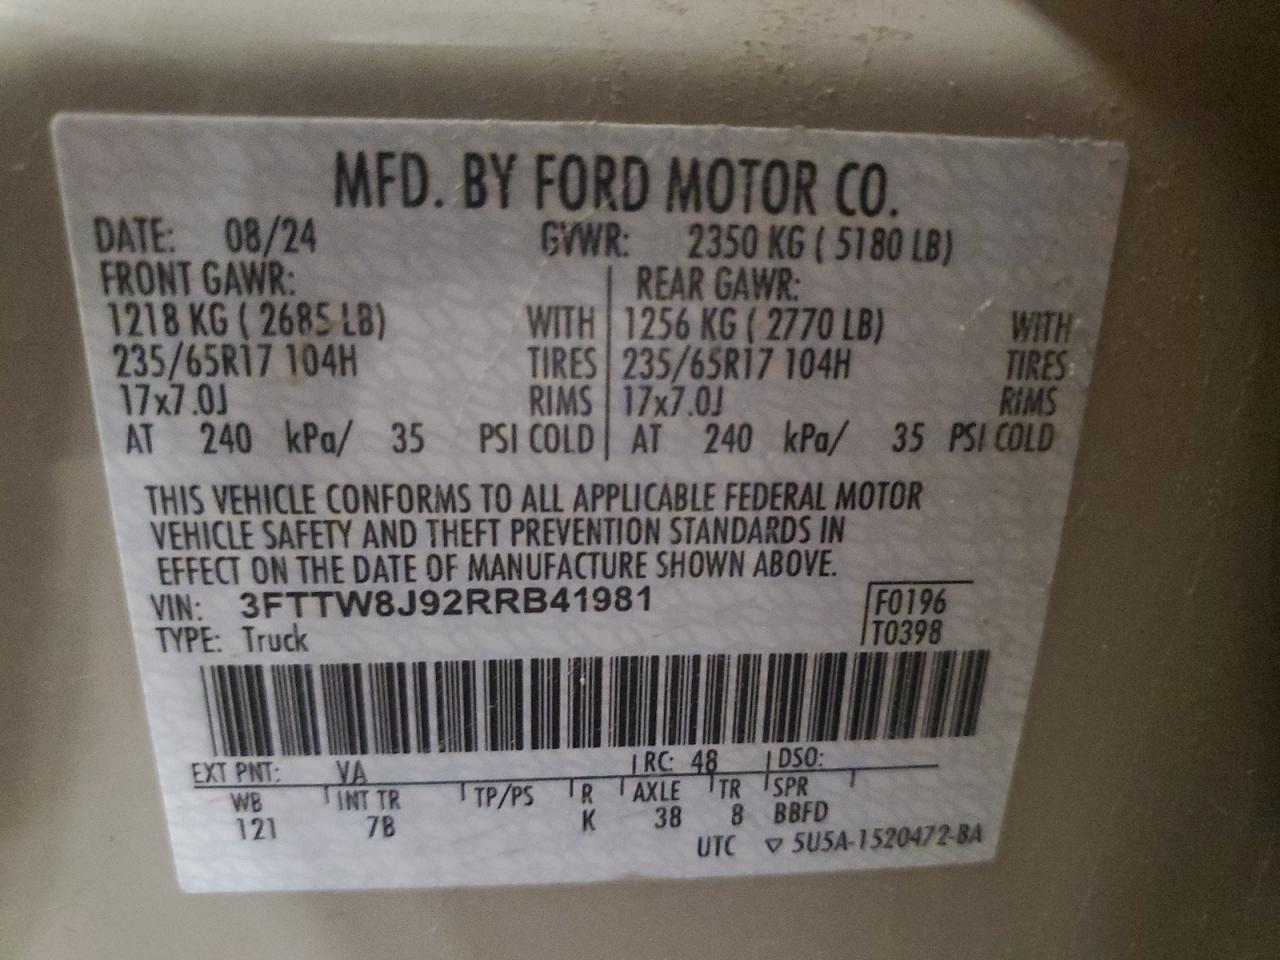 MFD. BY FORD MOTOR CO.
DATE: 08/24 GVWR: 2350 KG ( 5180 LB)
FRONT GAWR: REAR GAWR:
1218 KG ( 2685 LB) WITH 1256 KG ( 2770 LB) WITH
235/65R17 104H TIRES 235/65R17 104H TIRES
17x7.0J RIMS 17x7.0J RIMS
AT 240 kPa/ 35 PSI COLD AT 240 kPa/ 35 PSI COLD
THIS VEHICLE CONFORMS TO ALL APPLICABLE FEDERAL MOTOR
VEHICLE SAFETY AND THEFT PREVENTION STANDARDS IN
EFFECT ON THE DATE OF MANUFACTURE SHOWN ABOVE.
VIN: 3FTTW8J92RRB41981 F0196
TYPE: Truck T0398
EXT PNT: VA RC: 48 DSO:
WB INT TR TP/PS R AXLE TR SPR
121 7B K 38 8 BBFD
UTC ▽ 5U5A-1520472-BA